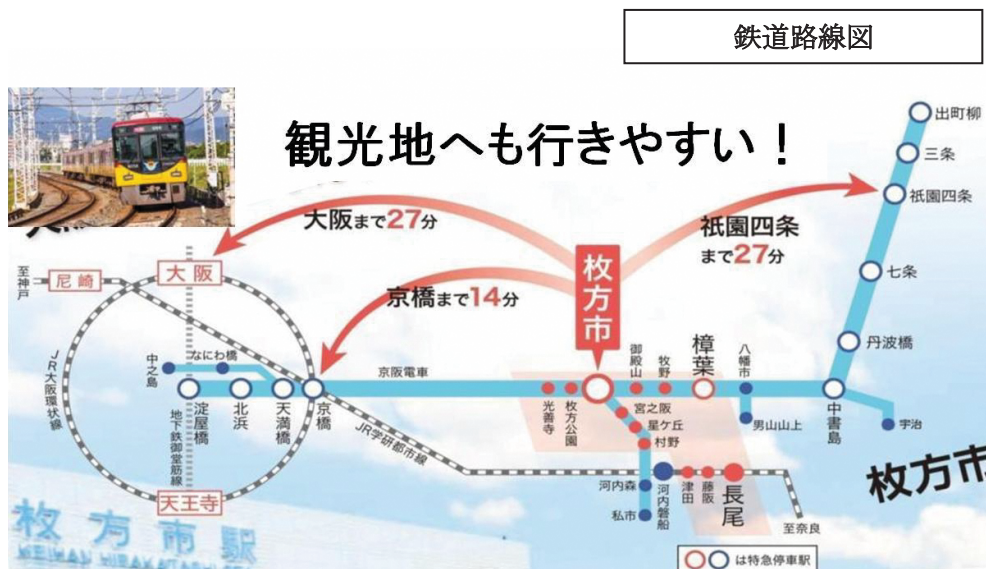 鉄道路線図
観光地へも行きやすい！
出町柳
三条
祇園四条
七条
丹波橋
中書島
宇治
大阪まで27分
祇園四条
まで27分
京橋まで14分
枚方市
至神戸
尼崎
大阪
JR大阪環状線
中之島
なにわ橋
淀屋橋
北浜
天満橋
京橋
地下鉄御堂筋線
天王寺
京阪電車
JR学研都市線
光善寺
枚方公園
御殿山
牧野
樟葉
八幡市
男山山上
宮之阪
星ケ丘
村野
河内森
私市
河内磐船
津田
藤阪
長尾
至奈良
枚方市
枚方市駅
は特急停車駅